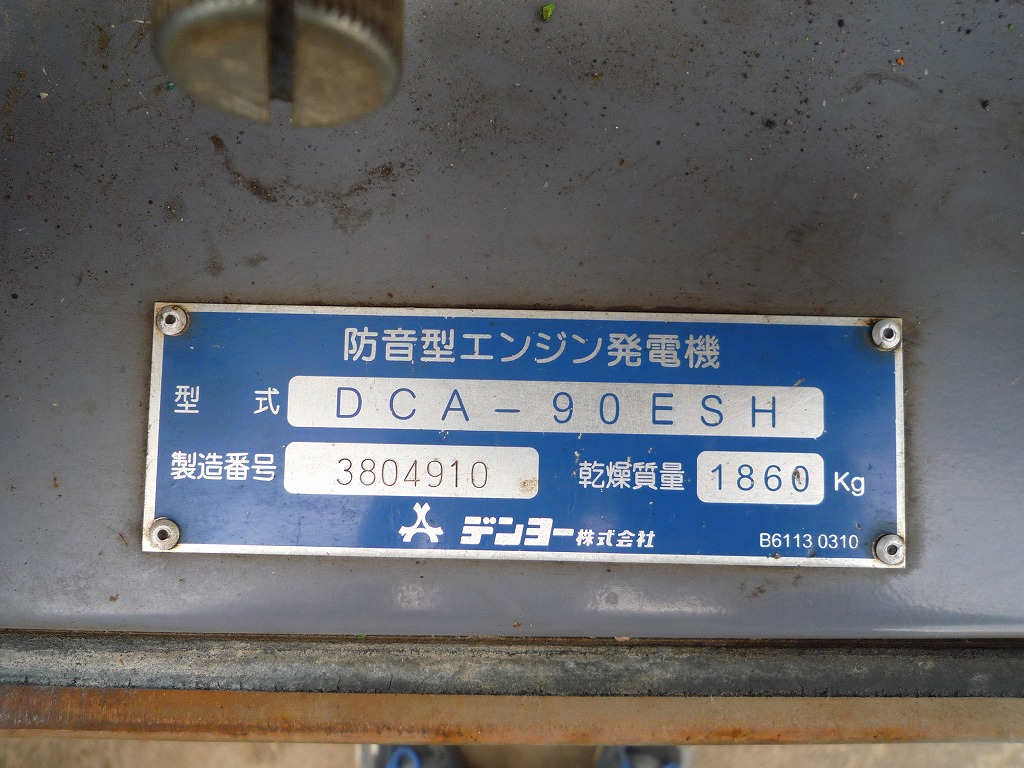 防音型エンジン発電機
型 式 DCA-90ESH
製造番号 3804910 乾燥質量 1860 Kg
デンヨー株式会社 B6113 0310